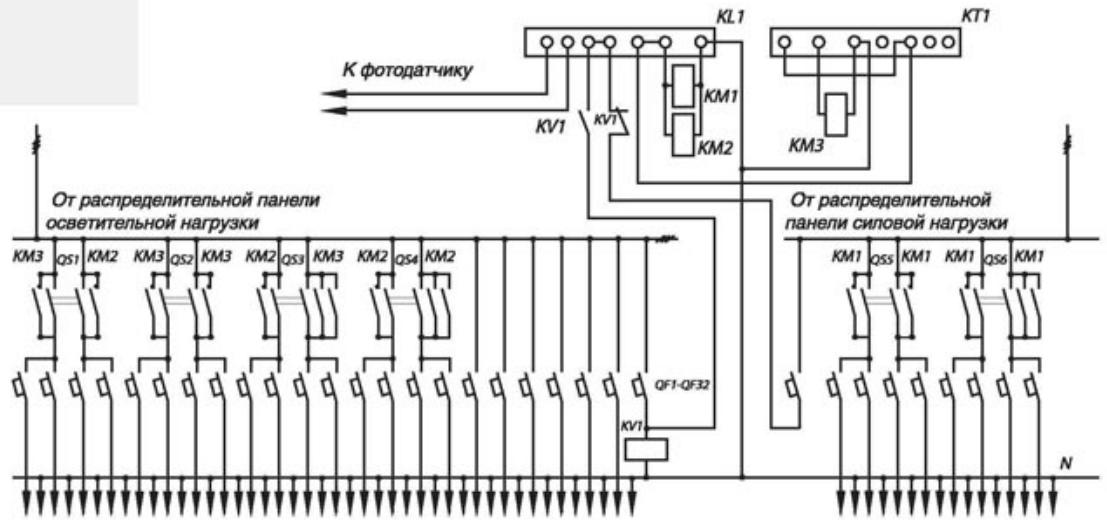 KL1
KT1
К фотодатчику
KM1
KV1
KV1
KM2
KM3
От распределительной панели
осветительной нагрузки
От распределительной
панели силовой нагрузки
KM3 QS1 KM2 KM3 QS2 KM3 KM2 QS3 KM3 KM2 QS4 KM2
KM1 QS5 KM1 KM1 QS6 KM1
QF1-QF32
KV1
N